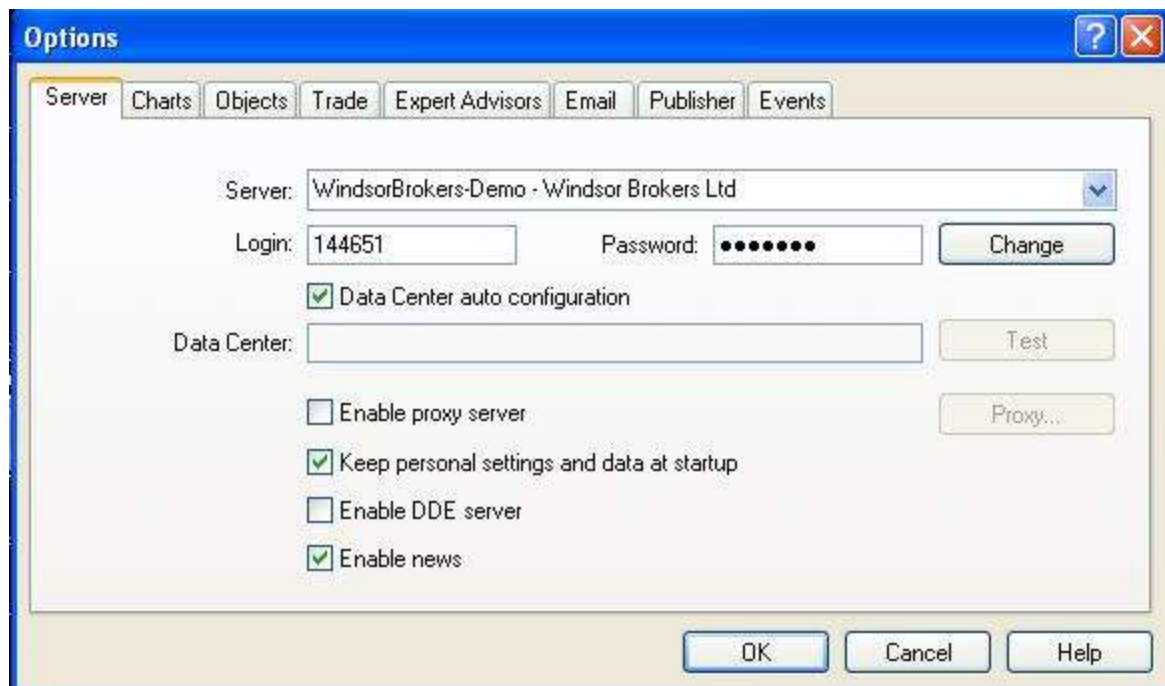 Options
Server Charts Objects Trade Expert Advisors Email Publisher Events
Server: WindsorBrokers-Demo - Windsor Brokers Ltd
Login: 144651 Password: ●●●●●●● Change
Data Center auto configuration
Data Center: Test
Enable proxy server Proxy...
Keep personal settings and data at startup
Enable DDE server
Enable news
OK Cancel Help